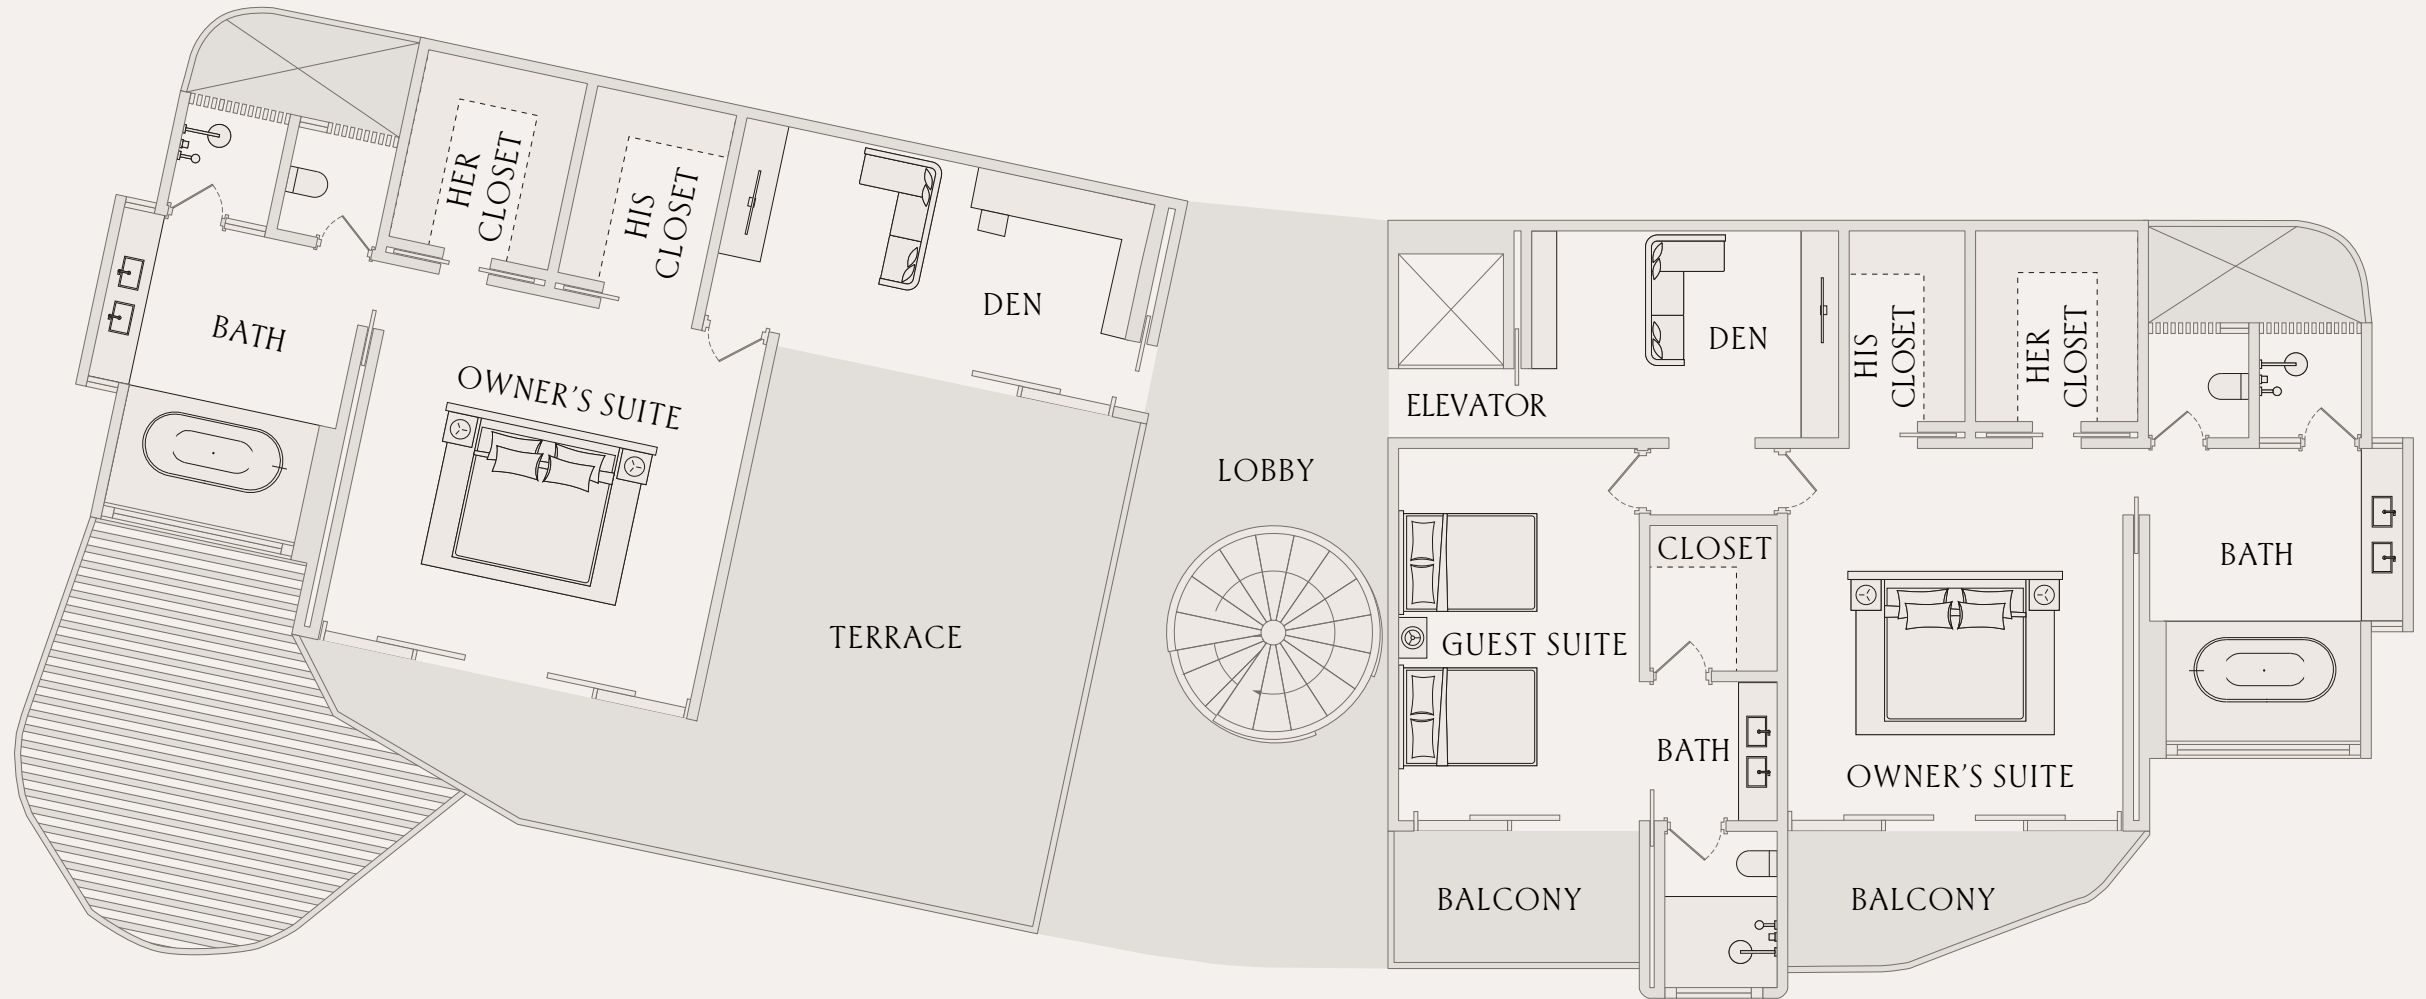 HER
CLOSET
HIS
CLOSET
BATH
OWNER'S SUITE
DEN
TERRACE
LOBBY
ELEVATOR
DEN
HIS
CLOSET
HER
CLOSET
CLOSET
GUEST SUITE
BATH
OWNER'S SUITE
BATH
BALCONY
BALCONY